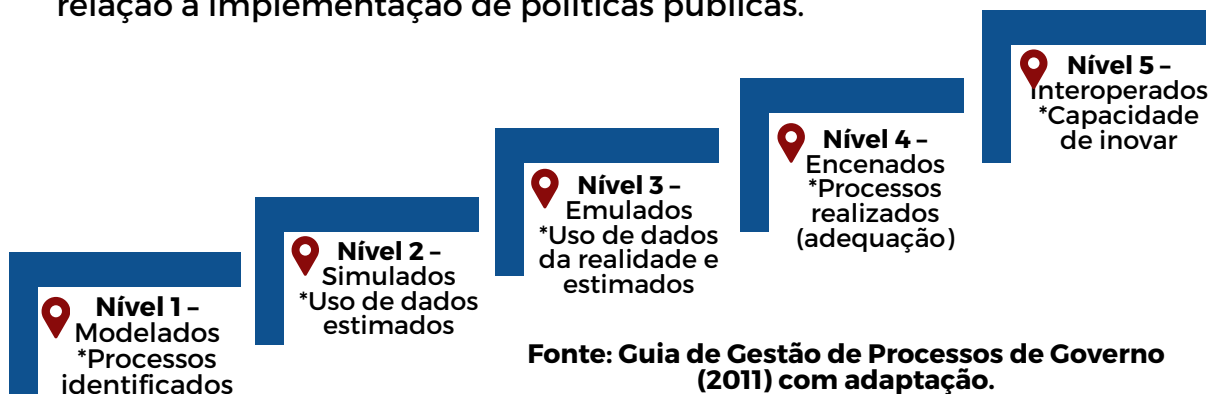 relação à implementação de políticas públicas.
Nível 1 –
Modelados
*Processos
identificados
Nível 2 –
Simulados
*Uso de dados
estimados
Nível 3 –
Emulados
*Uso de dados
da realidade e
estimados
Nível 4 –
Encenados
*Processos
realizados
(adequação)
Nível 5 –
Interoperados
*Capacidade
de inovar
Fonte: Guia de Gestão de Processos de Governo
(2011) com adaptação.